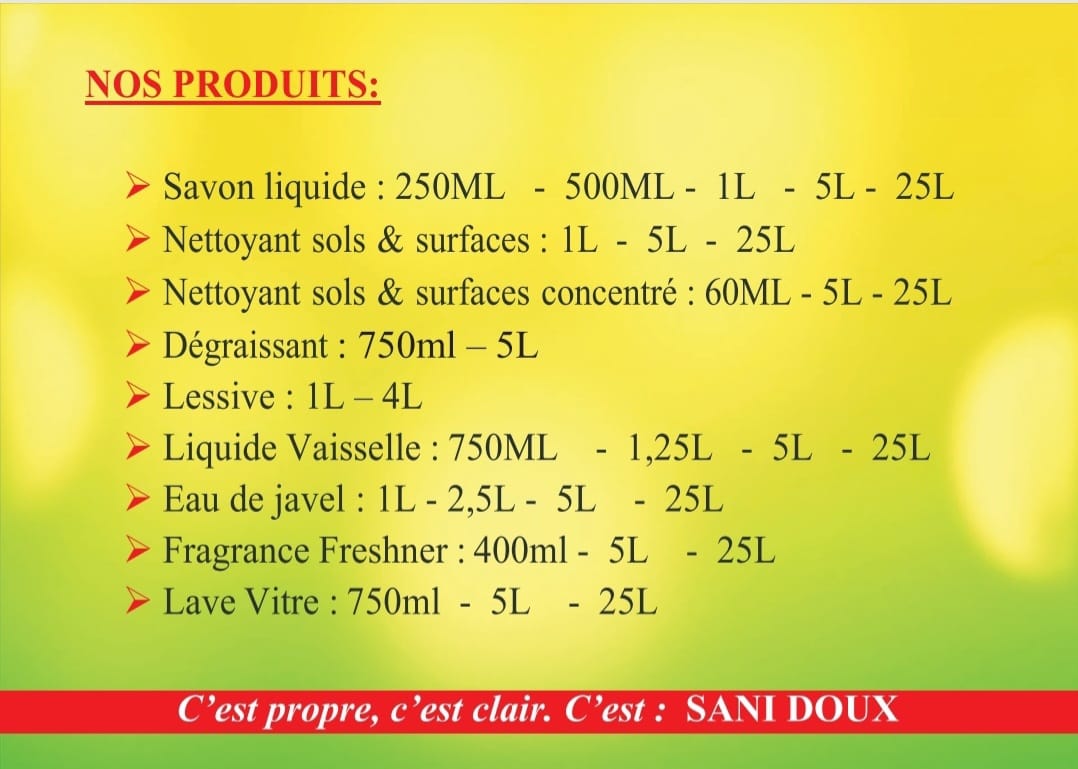 NOS PRODUITS:
Savon liquide : 250ML - 500ML - 1L - 5L - 25L
Nettoyant sols & surfaces : 1L - 5L - 25L
Nettoyant sols & surfaces concentré : 60ML - 5L - 25L
Dégraissant : 750ml – 5L
Lessive : 1L – 4L
Liquide Vaisselle : 750ML - 1,25L - 5L - 25L
Eau de javel : 1L - 2,5L - 5L - 25L
Fragrance Freshner : 400ml - 5L - 25L
Lave Vitre : 750ml - 5L - 25L
C’est propre, c’est clair. C’est : SANI DOUX